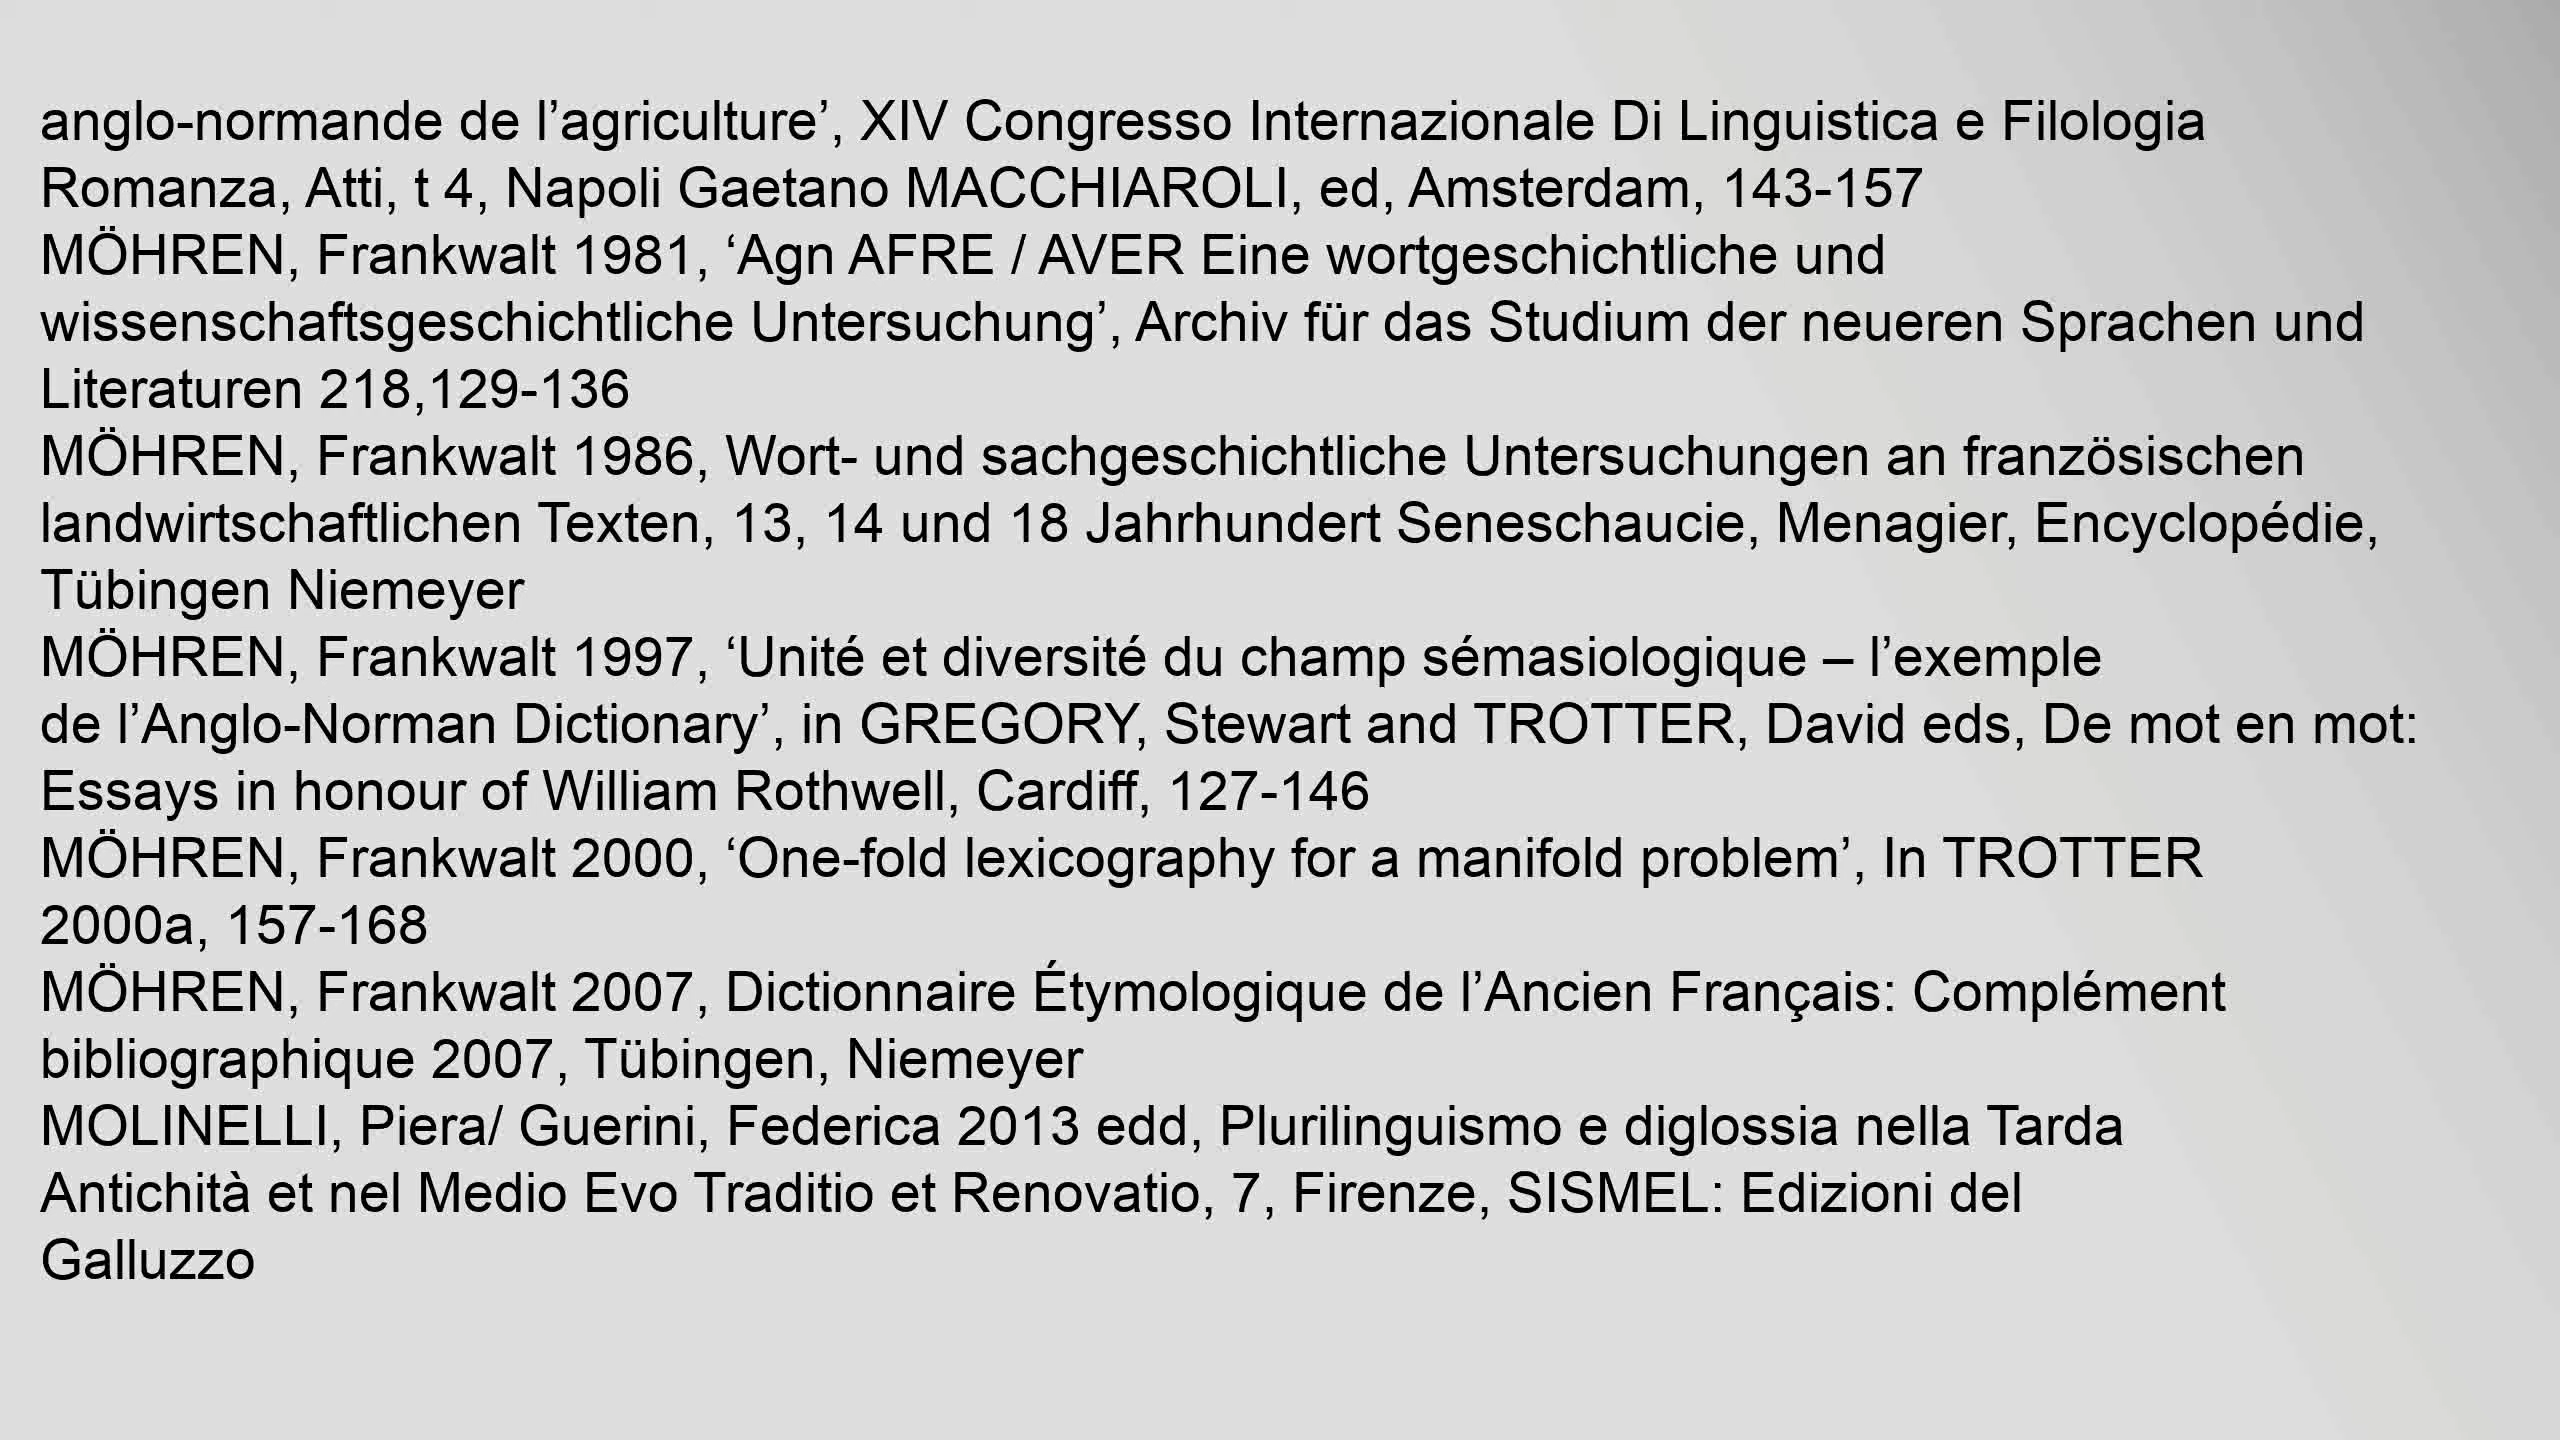 anglo-normande de l’agriculture’, XIV Congresso Internazionale Di Linguistica e Filologia
Romanza, Atti, t 4, Napoli Gaetano MACCHIAROLI, ed, Amsterdam, 143-157
MÖHREN, Frankwalt 1981, ‘Agn AFRE / AVER Eine wortgeschichtliche und
wissenschaftsgeschichtliche Untersuchung’, Archiv für das Studium der neueren Sprachen und
Literaturen 218,129-136
MÖHREN, Frankwalt 1986, Wort- und sachgeschichtliche Untersuchungen an französischen
landwirtschaftlichen Texten, 13, 14 und 18 Jahrhundert Seneschaucie, Menagier, Encyclopédie,
Tübingen Niemeyer
MÖHREN, Frankwalt 1997, ‘Unité et diversité du champ sémasiologique – l’exemple
de l’Anglo-Norman Dictionary’, in GREGORY, Stewart and TROTTER, David eds, De mot en mot:
Essays in honour of William Rothwell, Cardiff, 127-146
MÖHREN, Frankwalt 2000, ‘One-fold lexicography for a manifold problem’, In TROTTER
2000a, 157-168
MÖHREN, Frankwalt 2007, Dictionnaire Étymologique de l’Ancien Français: Complément
bibliographique 2007, Tübingen, Niemeyer
MOLINELLI, Piera/ Guerini, Federica 2013 edd, Plurilinguismo e diglossia nella Tarda
Antichità et nel Medio Evo Traditio et Renovatio, 7, Firenze, SISMEL: Edizioni del
Galluzzo